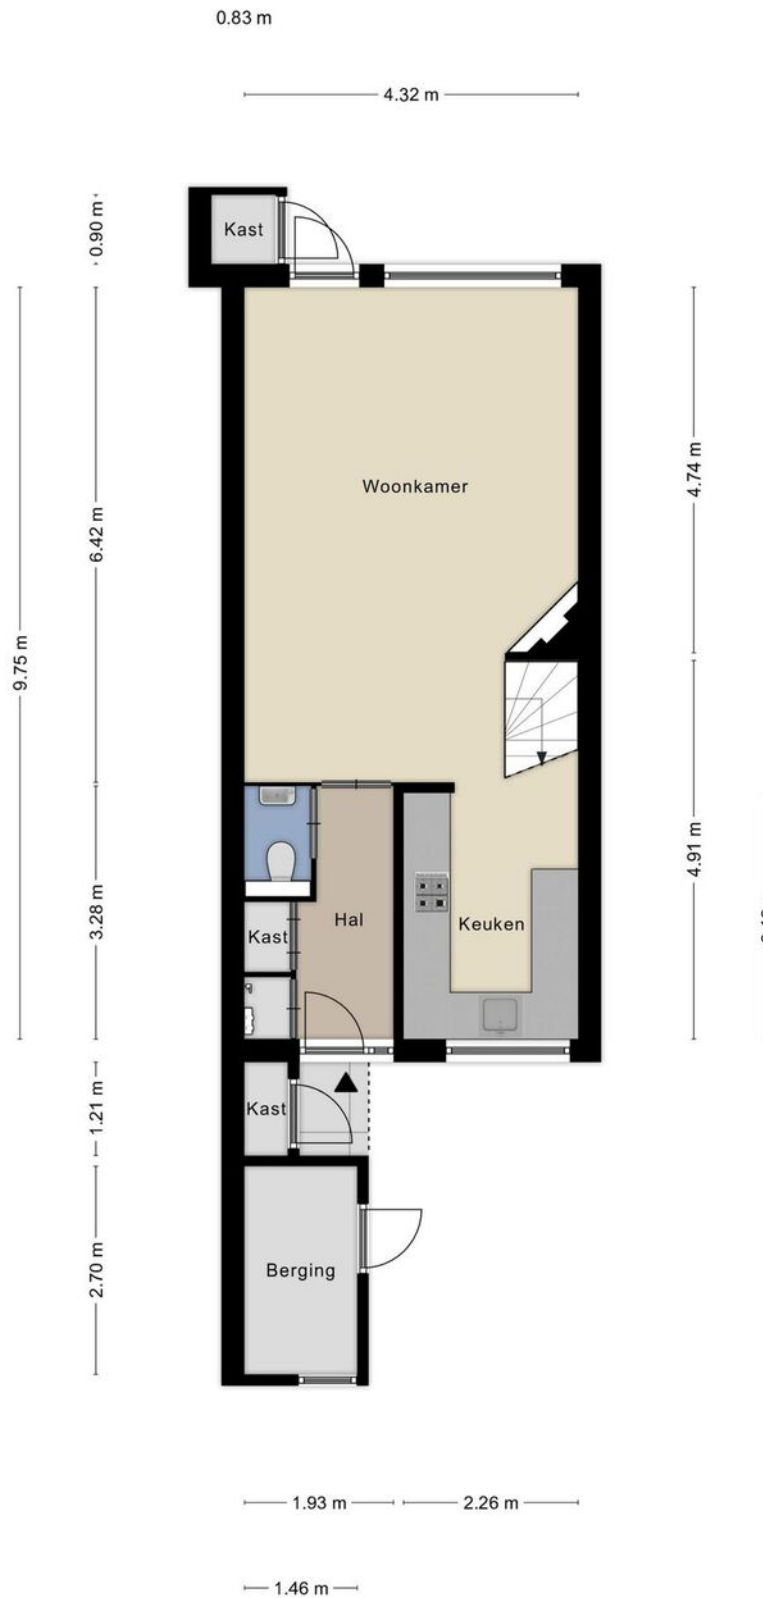 0.83 m
4.32 m
0.90 m
Kast
4.74 m
Woonkamer
6.42 m
9.75 m
4.91 m
3.28 m
Hal
Keuken
Kast
1.21 m
Kast
2.70 m
Berging
1.93 m
2.26 m
1.46 m